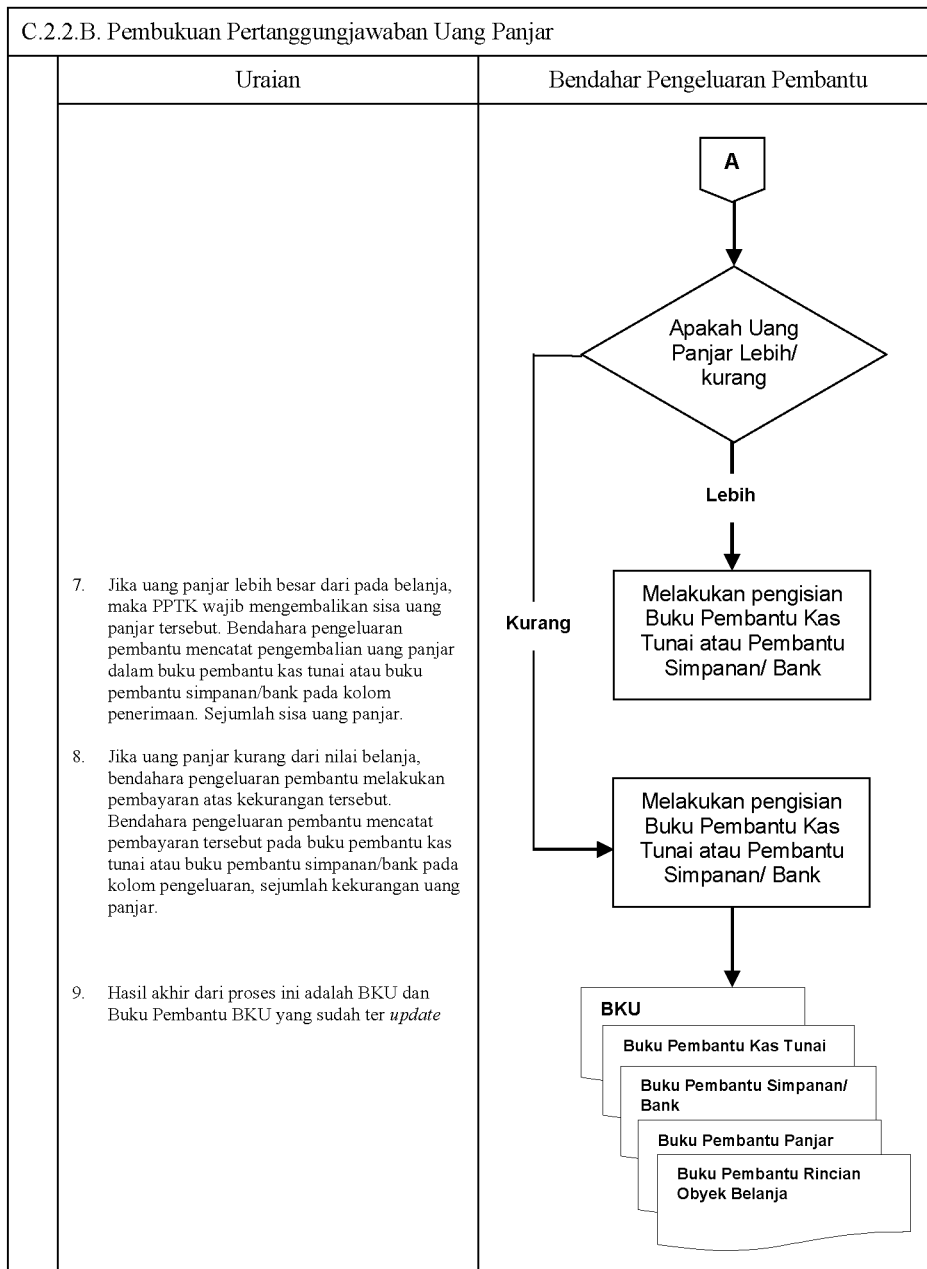 C.2.2.B. Pembukuan Pertanggungjawaban Uang Panjar
Uraian
Bendahar Pengeluaran Pembantu
7. Jika uang panjar lebih besar dari pada belanja,
maka PPTK wajib mengembalikan sisa uang
panjar tersebut. Bendahara pengeluaran
pembantu mencatat pengembalian uang panjar
dalam buku pembantu kas tunai atau buku
pembantu simpanan/bank pada kolom
penerimaan. Sejumlah sisa uang panjar.
8. Jika uang panjar kurang dari nilai belanja,
bendahara pengeluaran pembantu melakukan
pembayaran atas kekurangan tersebut.
Bendahara pengeluaran pembantu mencatat
pembayaran tersebut pada buku pembantu kas
tunai atau buku pembantu simpanan/bank pada
kolom pengeluaran, sejumlah kekurangan uang
panjar.
9. Hasil akhir dari proses ini adalah BKU dan
Buku Pembantu BKU yang sudah ter update
A
Apakah Uang
Panjar Lebih/
kurang
Lebih
Kurang
Melakukan pengisian
Buku Pembantu Kas
Tunai atau Pembantu
Simpanan/ Bank
Melakukan pengisian
Buku Pembantu Kas
Tunai atau Pembantu
Simpanan/ Bank
BKU
Buku Pembantu Kas Tunai
Buku Pembantu Simpanan/
Bank
Buku Pembantu Panjar
Buku Pembantu Rincian
Obyek Belanja